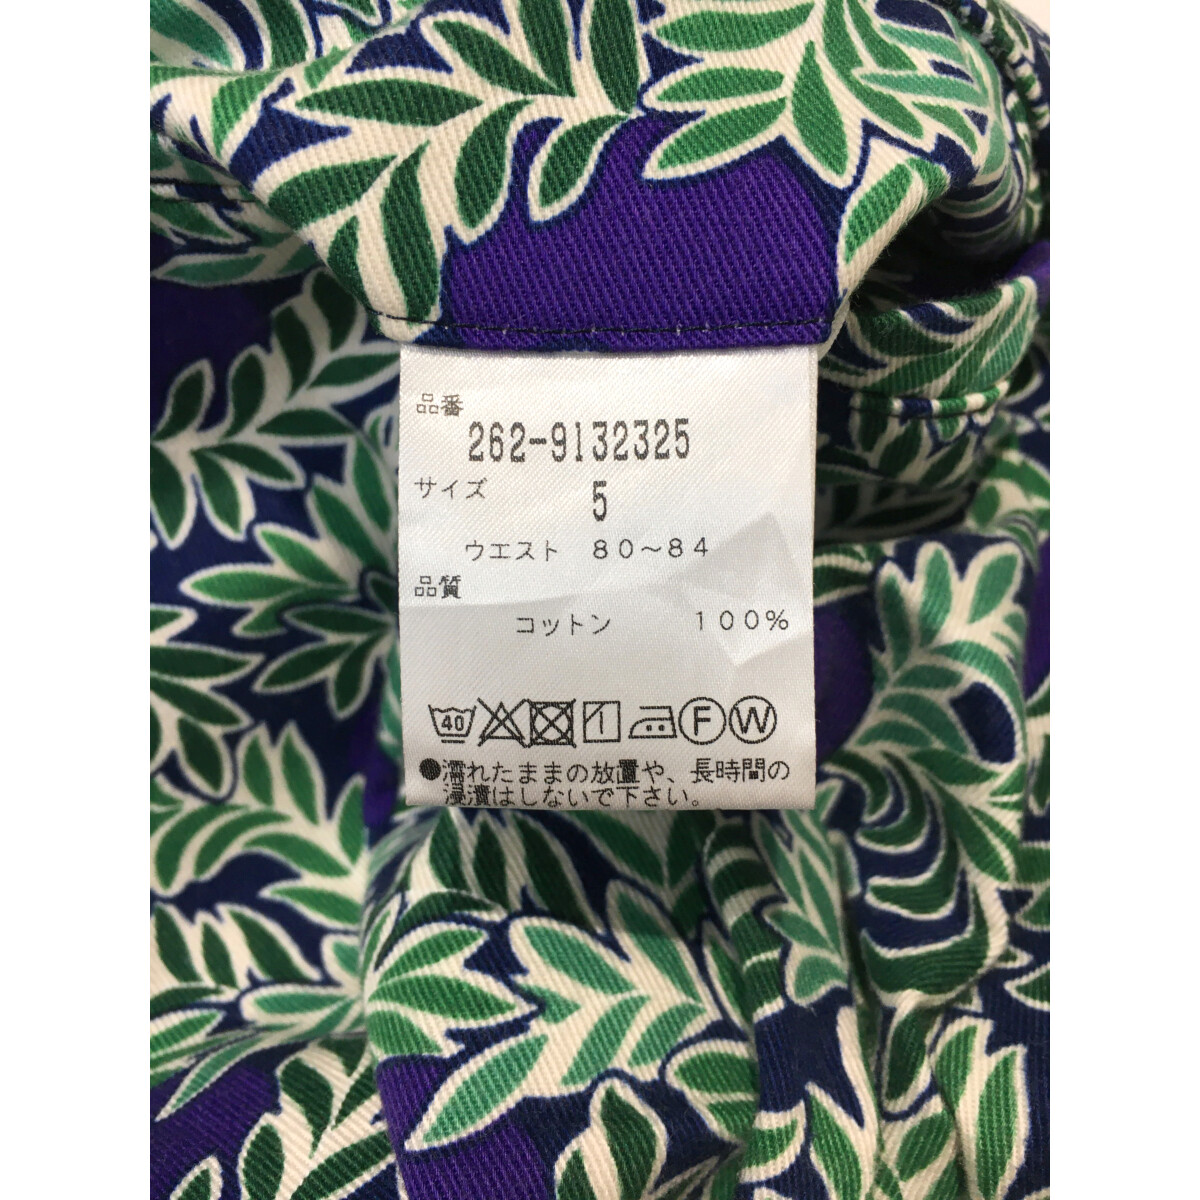 品番
262-9132325
サイズ
5
ウエスト 80〜84
品質
コットン 100%
40 1 F W
●濡れたままの放置や、長時間の
浸漬はしないで下さい。